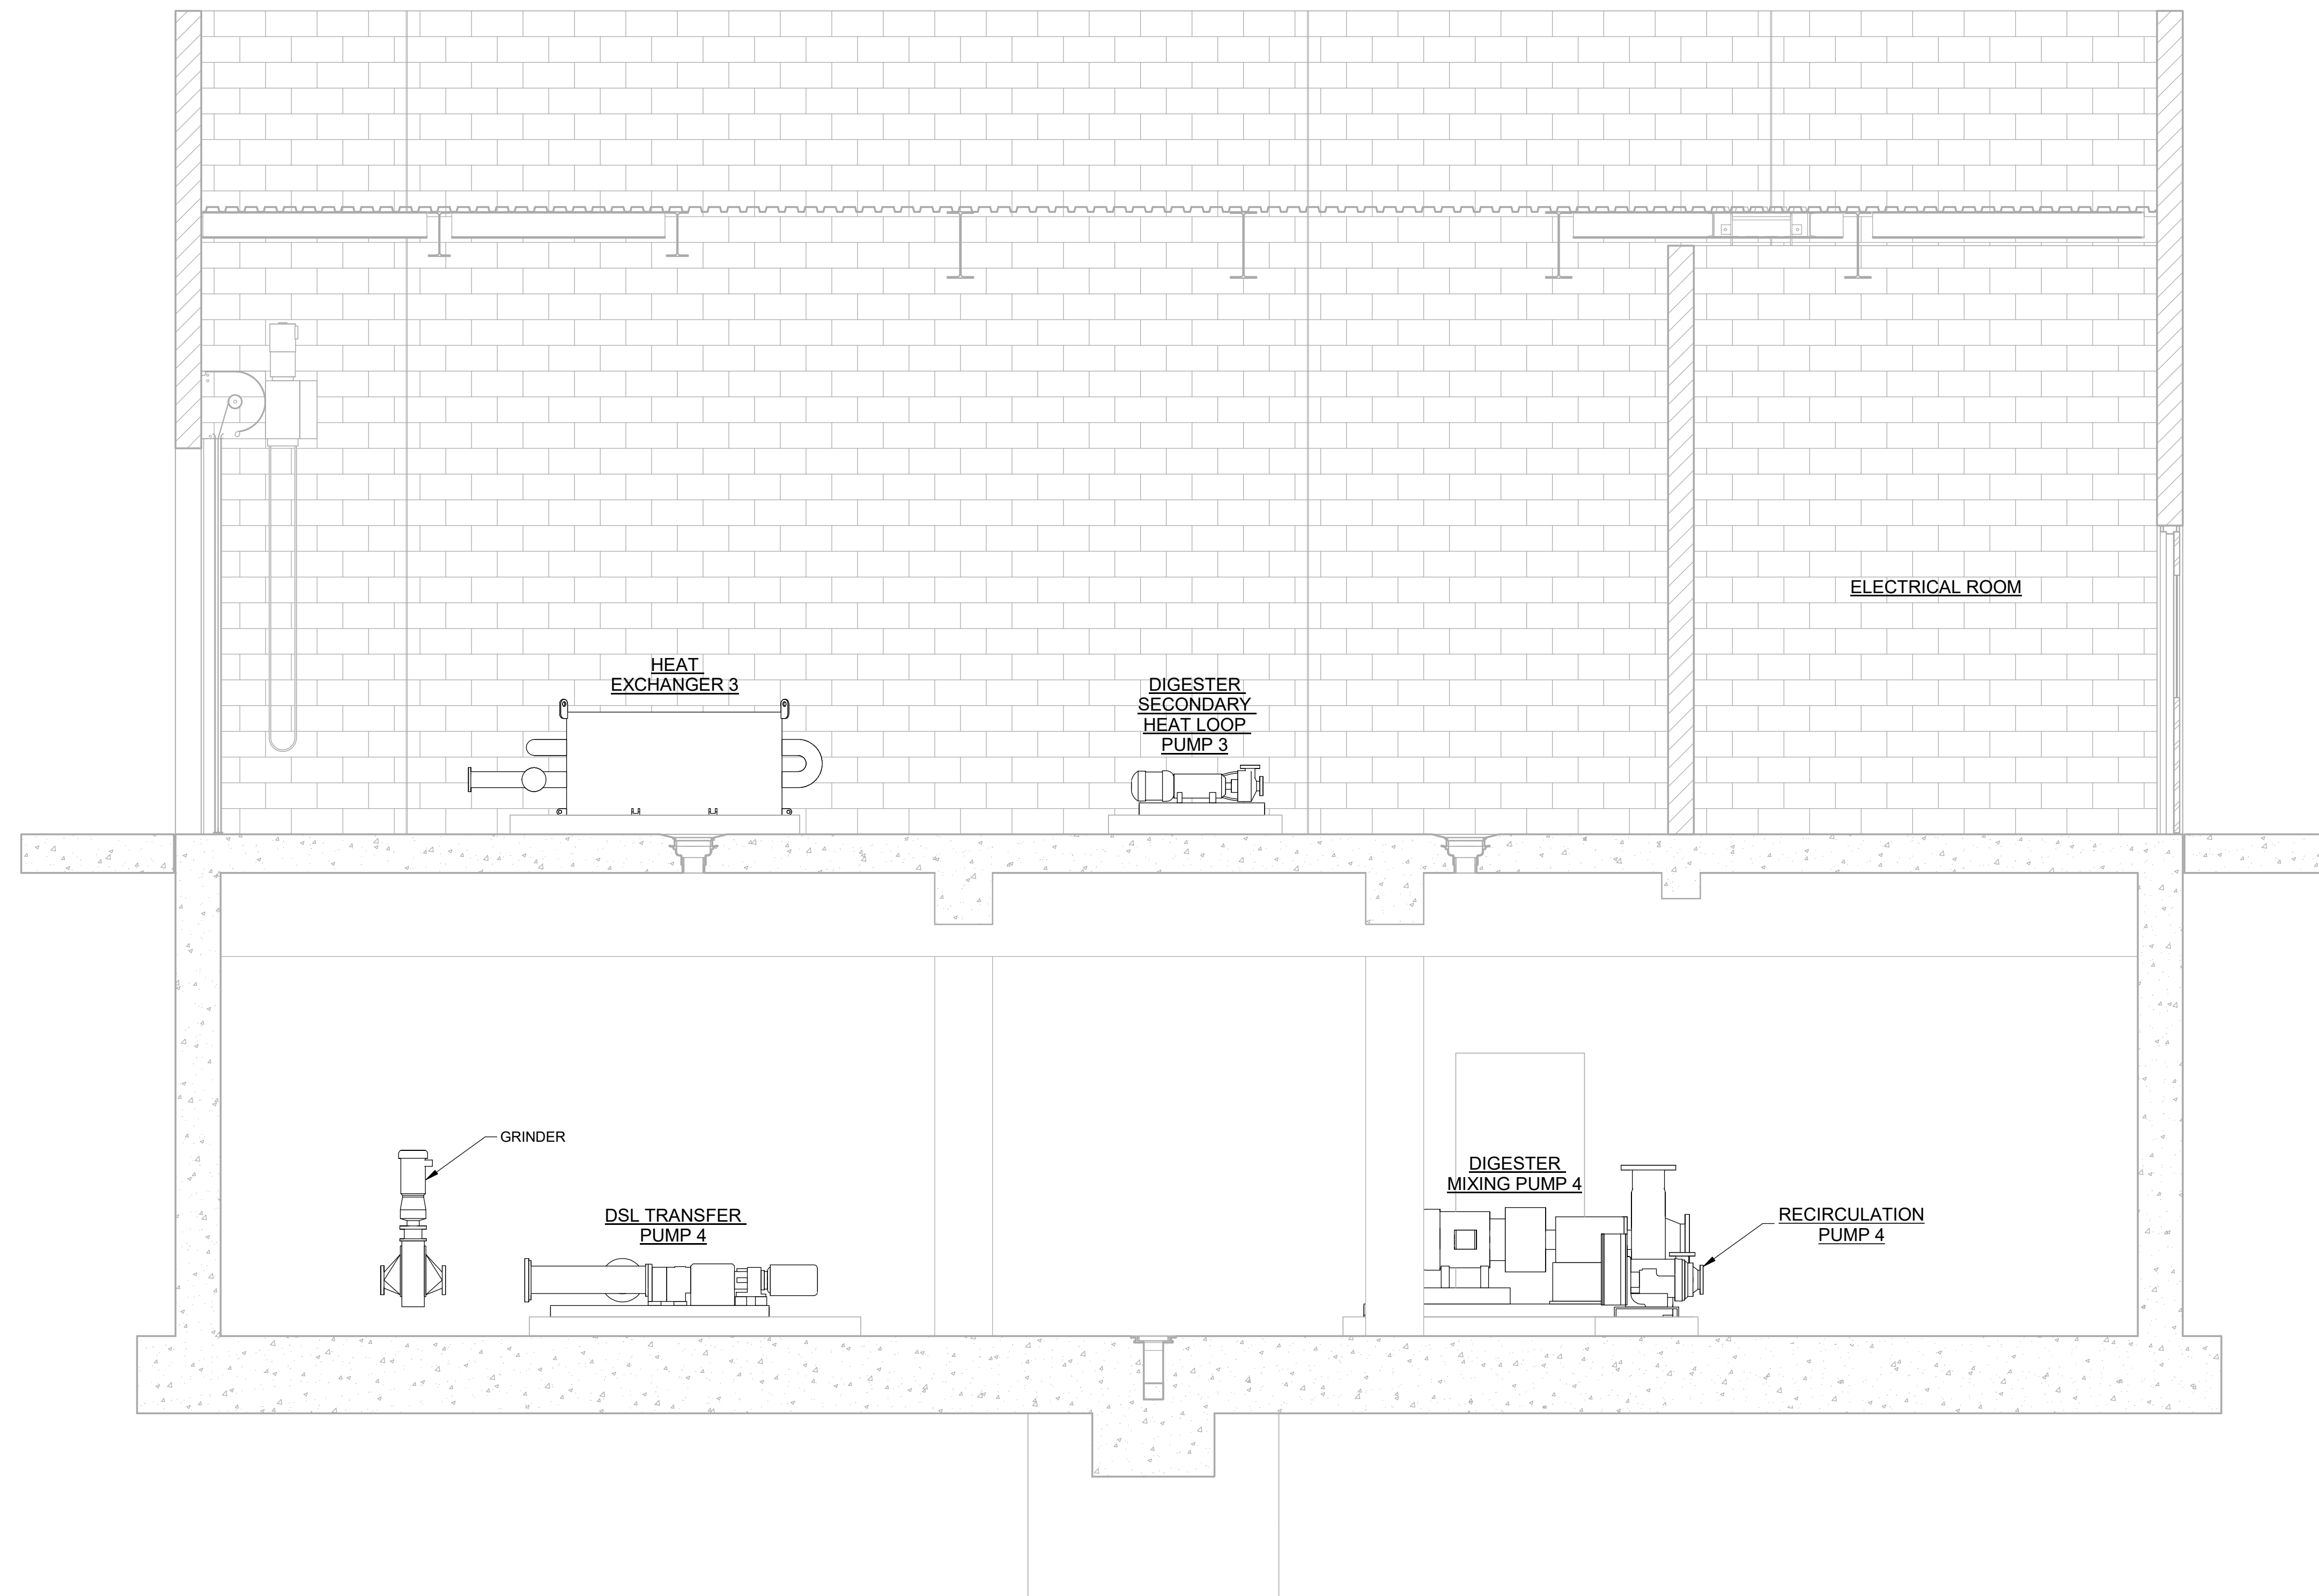 ELECTRICAL ROOM
HEAT
EXCHANGER 3
DIGESTER
SECONDARY
HEAT LOOP
PUMP 3
GRINDER
DSL TRANSFER
PUMP 4
DIGESTER
MIXING PUMP 4
RECIRCULATION
PUMP 4